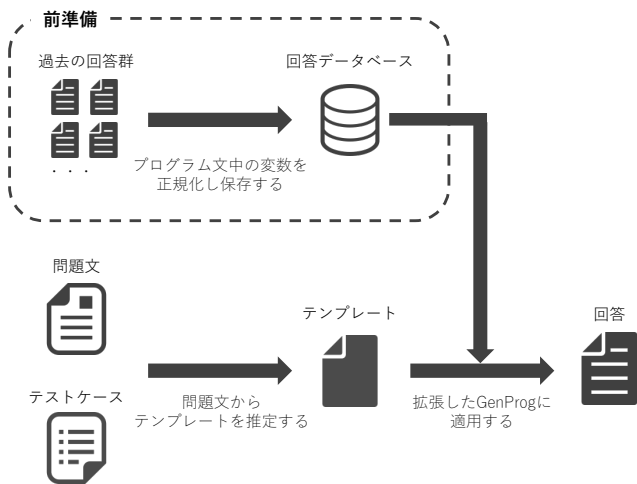 前準備
過去の回答群
回答データベース
・・・
プログラム文中の変数を
正規化し保存する
問題文
テンプレート
回答
テストケース
問題文から
テンプレートを推定する
拡張したGenProgに
適用する